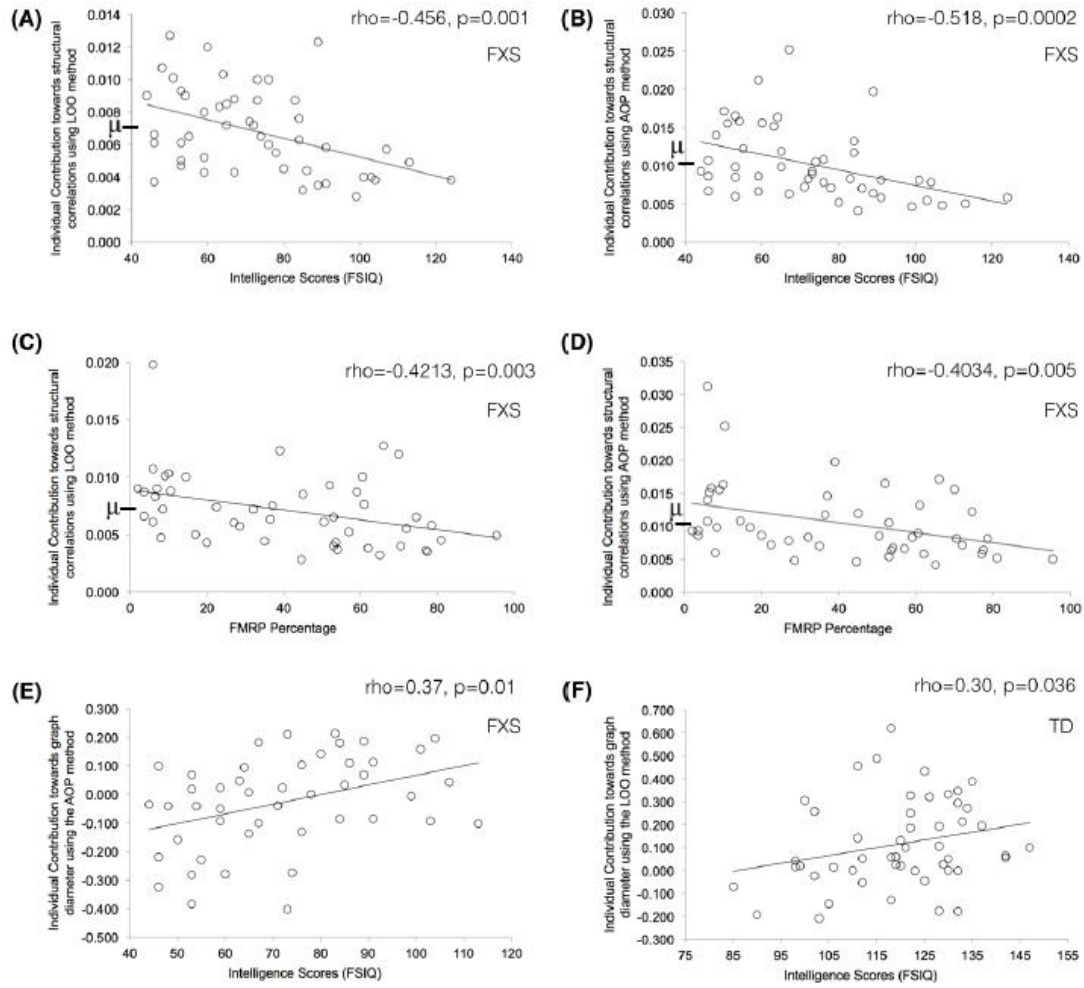 (A)
rho=-0.456, p=0.001
FXS
Individual Contribution towards structural
correlations using LOO method
0.014
0.012
0.010
0.008
μ
0.006
0.004
0.002
0.000
40 60 80 100 120 140
Intelligence Scores (FSIQ)
(B)
rho=-0.518, p=0.0002
FXS
Individual Contribution towards structural
correlations using AOP method
0.030
0.025
0.020
0.015
μ
0.010
0.005
0.000
40 60 80 100 120 140
Intelligence Scores (FSIQ)
(C)
rho=-0.4213, p=0.003
FXS
Individual Contribution towards structural
correlations using LOO method
0.020
0.015
0.010
μ
0.005
0.000
0 20 40 60 80 100
FMRP Percentage
(D)
rho=-0.4034, p=0.005
FXS
Individual Contribution towards structural
correlations using AOP method
0.035
0.030
0.025
0.020
0.015
μ
0.010
0.005
0.000
0 20 40 60 80 100
FMRP Percentage
(E)
rho=0.37, p=0.01
FXS
Individual Contribution towards graph
diameter using the AOP method
0.300
0.200
0.100
0.000
-0.100
-0.200
-0.300
-0.400
-0.500
40 50 60 70 80 90 100 110 120
Intelligence Scores (FSIQ)
(F)
rho=0.30, p=0.036
TD
Individual Contribution towards graph
diameter using the LOO method
0.700
0.600
0.500
0.400
0.300
0.200
0.100
0.000
-0.100
-0.200
-0.300
75 85 95 105 115 125 135 145 155
Intelligence Scores (FSIQ)